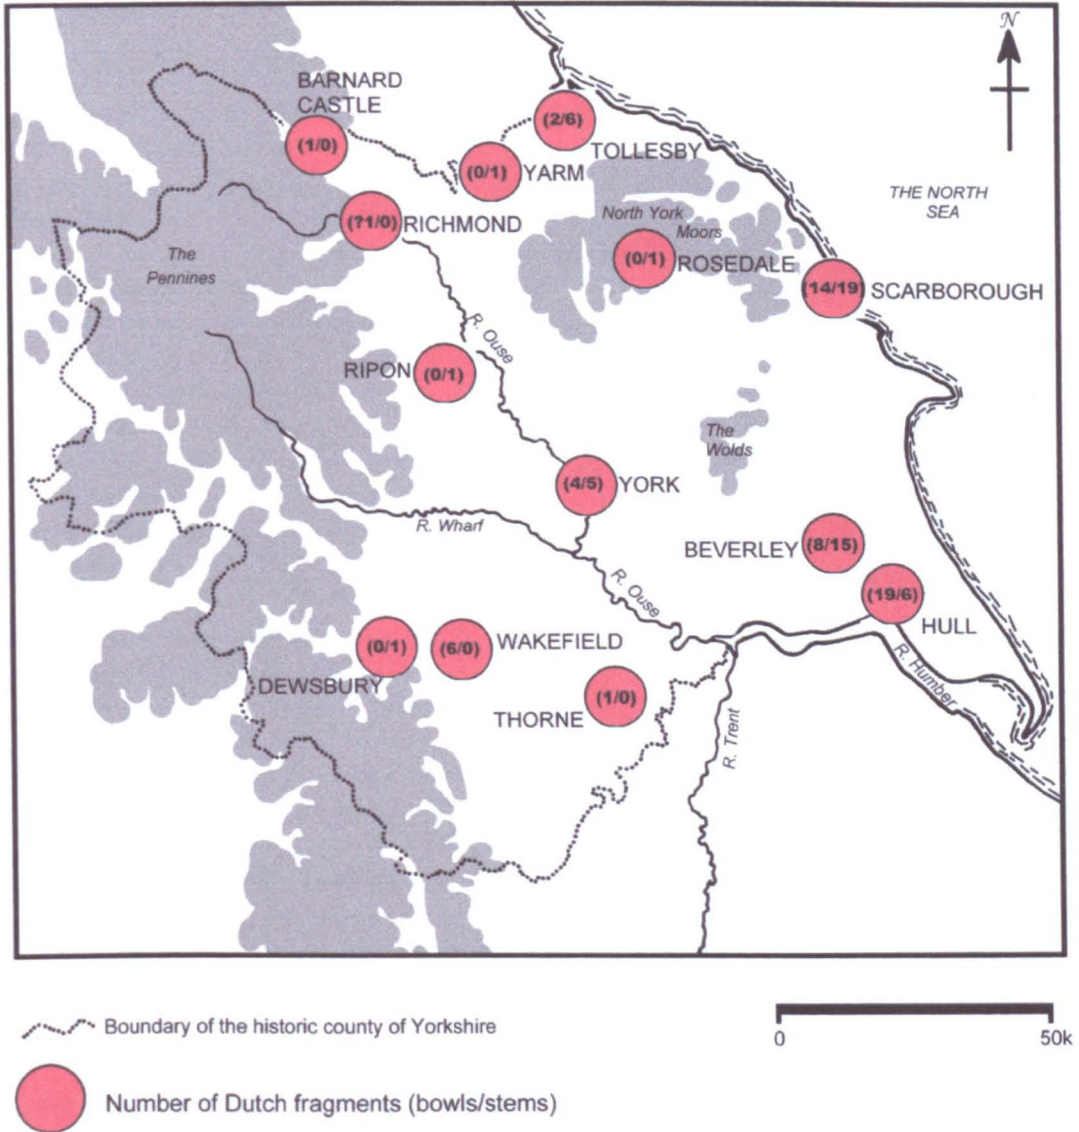 N
BARNARD
CASTLE
(1/0)
(2/6)
TOLLESBY
(0/1) YARM
THE NORTH
SEA
(?1/0) RICHMOND
North York
Moors
The
Pennines
(0/1) ROSEDALE
(14/19) SCARBOROUGH
R. Ouse
RIPON (0/1)
The
Wolds
(4/5) YORK
R. Wharf
BEVERLEY (8/15)
R. Ouse
(19/6)
HULL
(0/1)
(6/0) WAKEFIELD
R. Humber
DEWSBURY
(1/0)
THORNE
R. Trent
Boundary of the historic county of Yorkshire
0 50k
Number of Dutch fragments (bowls/stems)